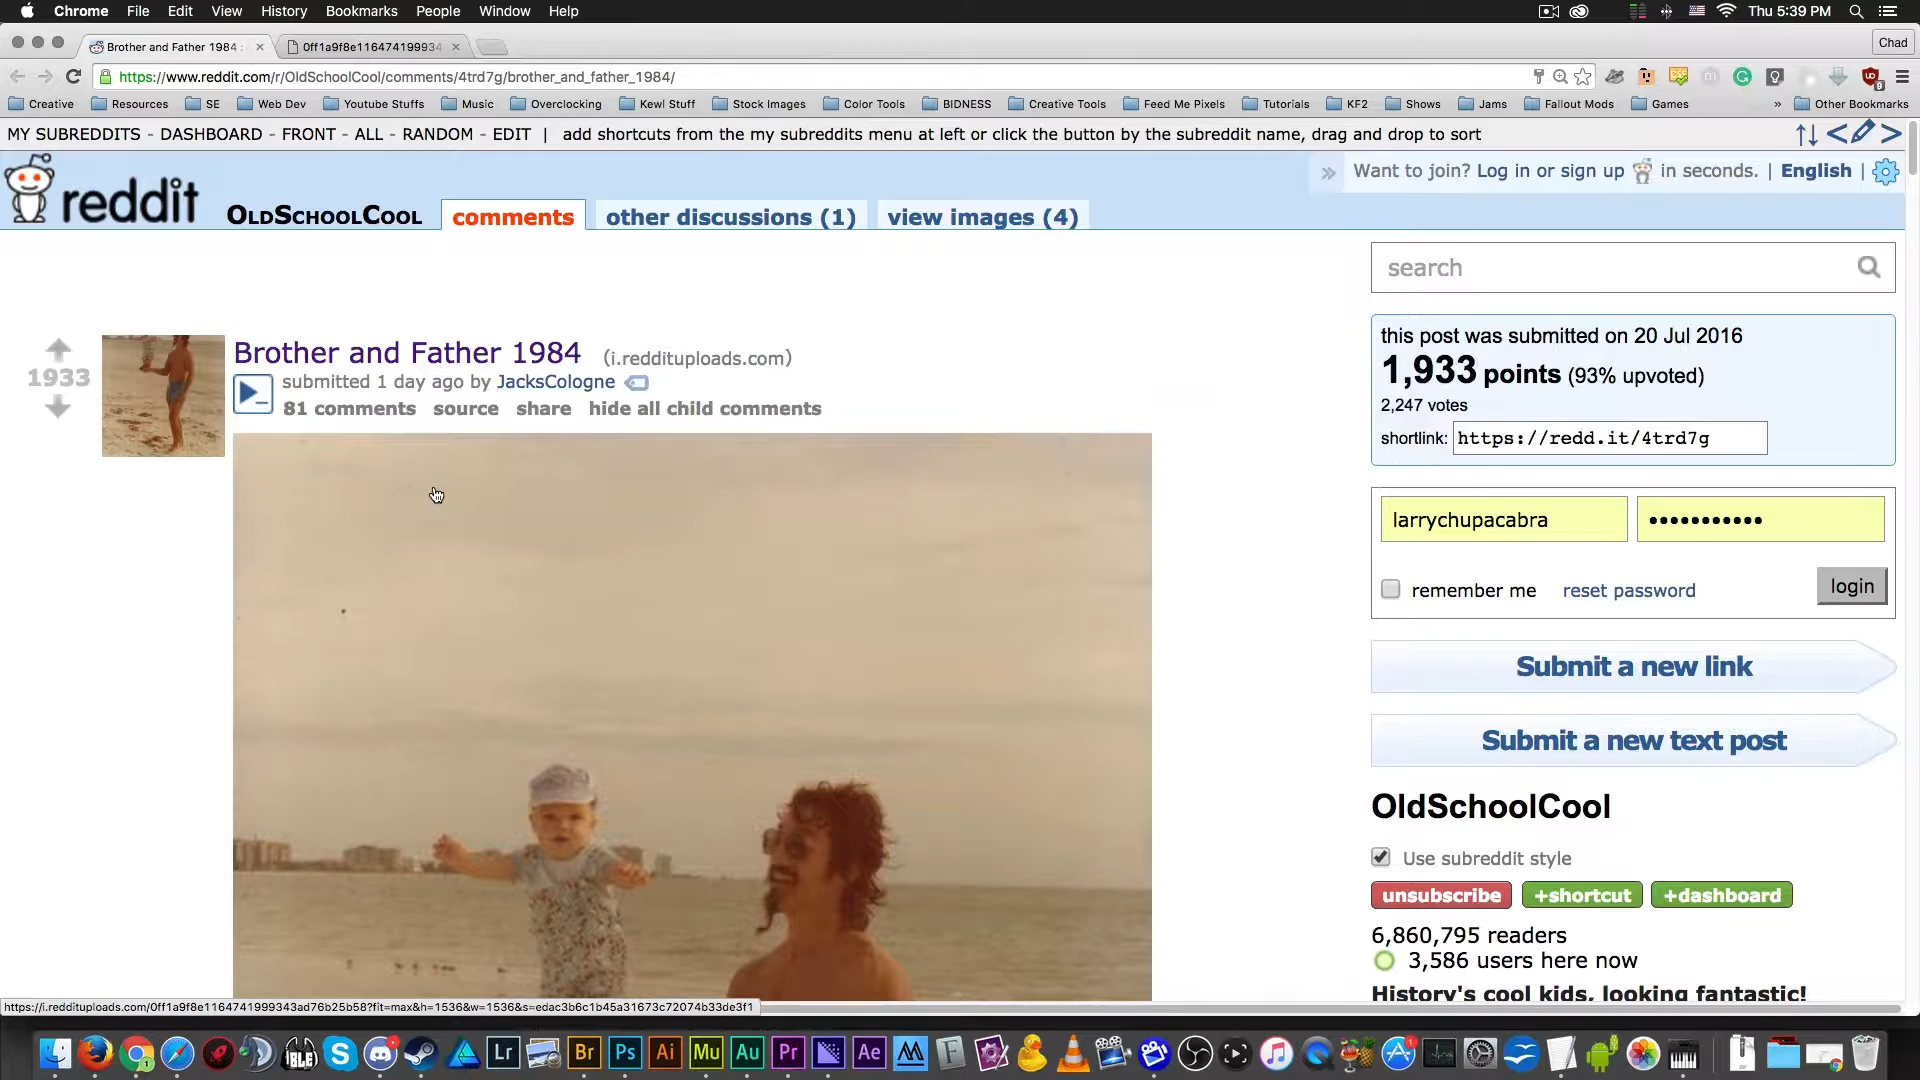 Chrome File Edit View History Bookmarks People Window Help Thu 5:39 PM
Brother and Father 1984 : 0ff1a9f8e116474199934 Chad
https://www.reddit.com/r/OldSchoolCool/comments/4trd7g/brother_and_father_1984/
Creative Resources SE Web Dev Youtube Stuffs Music Overclocking Kewl Stuff Stock Images Color Tools BIDNESS Creative Tools Feed Me Pixels Tutorials KF2 Shows Jams Fallout Mods Games » Other Bookmarks
MY SUBREDDITS - DASHBOARD - FRONT - ALL - RANDOM - EDIT | add shortcuts from the my subreddits menu at left or click the button by the subreddit name, drag and drop to sort
» Want to join? Log in or sign up in seconds. | English |
reddit OLDSCHOOLCOOL comments other discussions (1) view images (4)
search
Brother and Father 1984 (i.reddituploads.com)
1933
submitted 1 day ago by JacksCologne
81 comments source share hide all child comments
this post was submitted on 20 Jul 2016
1,933 points (93% upvoted)
2,247 votes
shortlink: https://redd.it/4trd7g
larrychupacabra •••••••••••
remember me reset password login
Submit a new link
Submit a new text post
OldSchoolCool
Use subreddit style
unsubscribe +shortcut +dashboard
6,860,795 readers
3,586 users here now
History's cool kids, looking fantastic!
https://i.reddituploads.com/0ff1a9f8e1164741999343ad76b25b58?fit=max&h=1536&w=1536&s=edac3b6c1b45a31673c72074b33de3f1
BLE Lr Br Ps Ai Mu Au Pr Ae